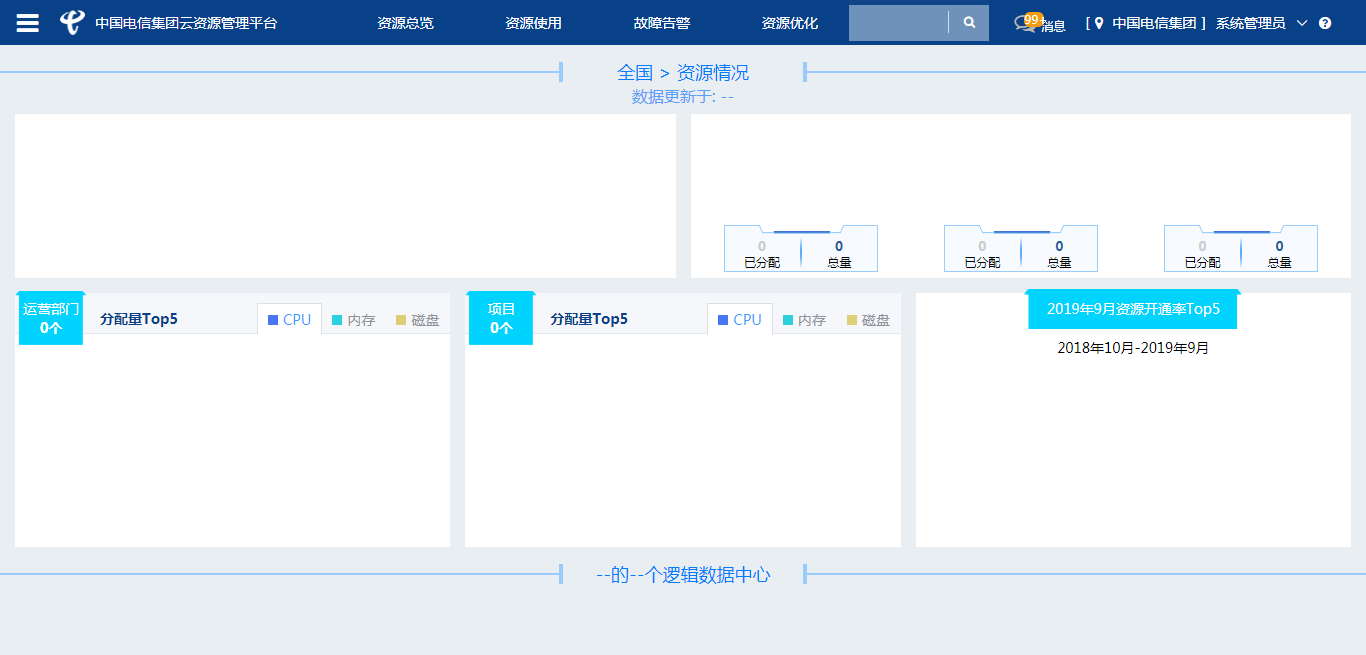 中国电信集团云资源管理平台 资源总览 资源使用 故障告警 资源优化 99+ 消息 [ 中国电信集团 ] 系统管理员
全国 > 资源情况
数据更新于: --
0 0 0 0 0 0
已分配 总量 已分配 总量 已分配 总量
运营部门 0个 分配量Top5 CPU 内存 磁盘
项目 0个 分配量Top5 CPU 内存 磁盘
2019年9月资源开通率Top5
2018年10月-2019年9月
--的--个逻辑数据中心